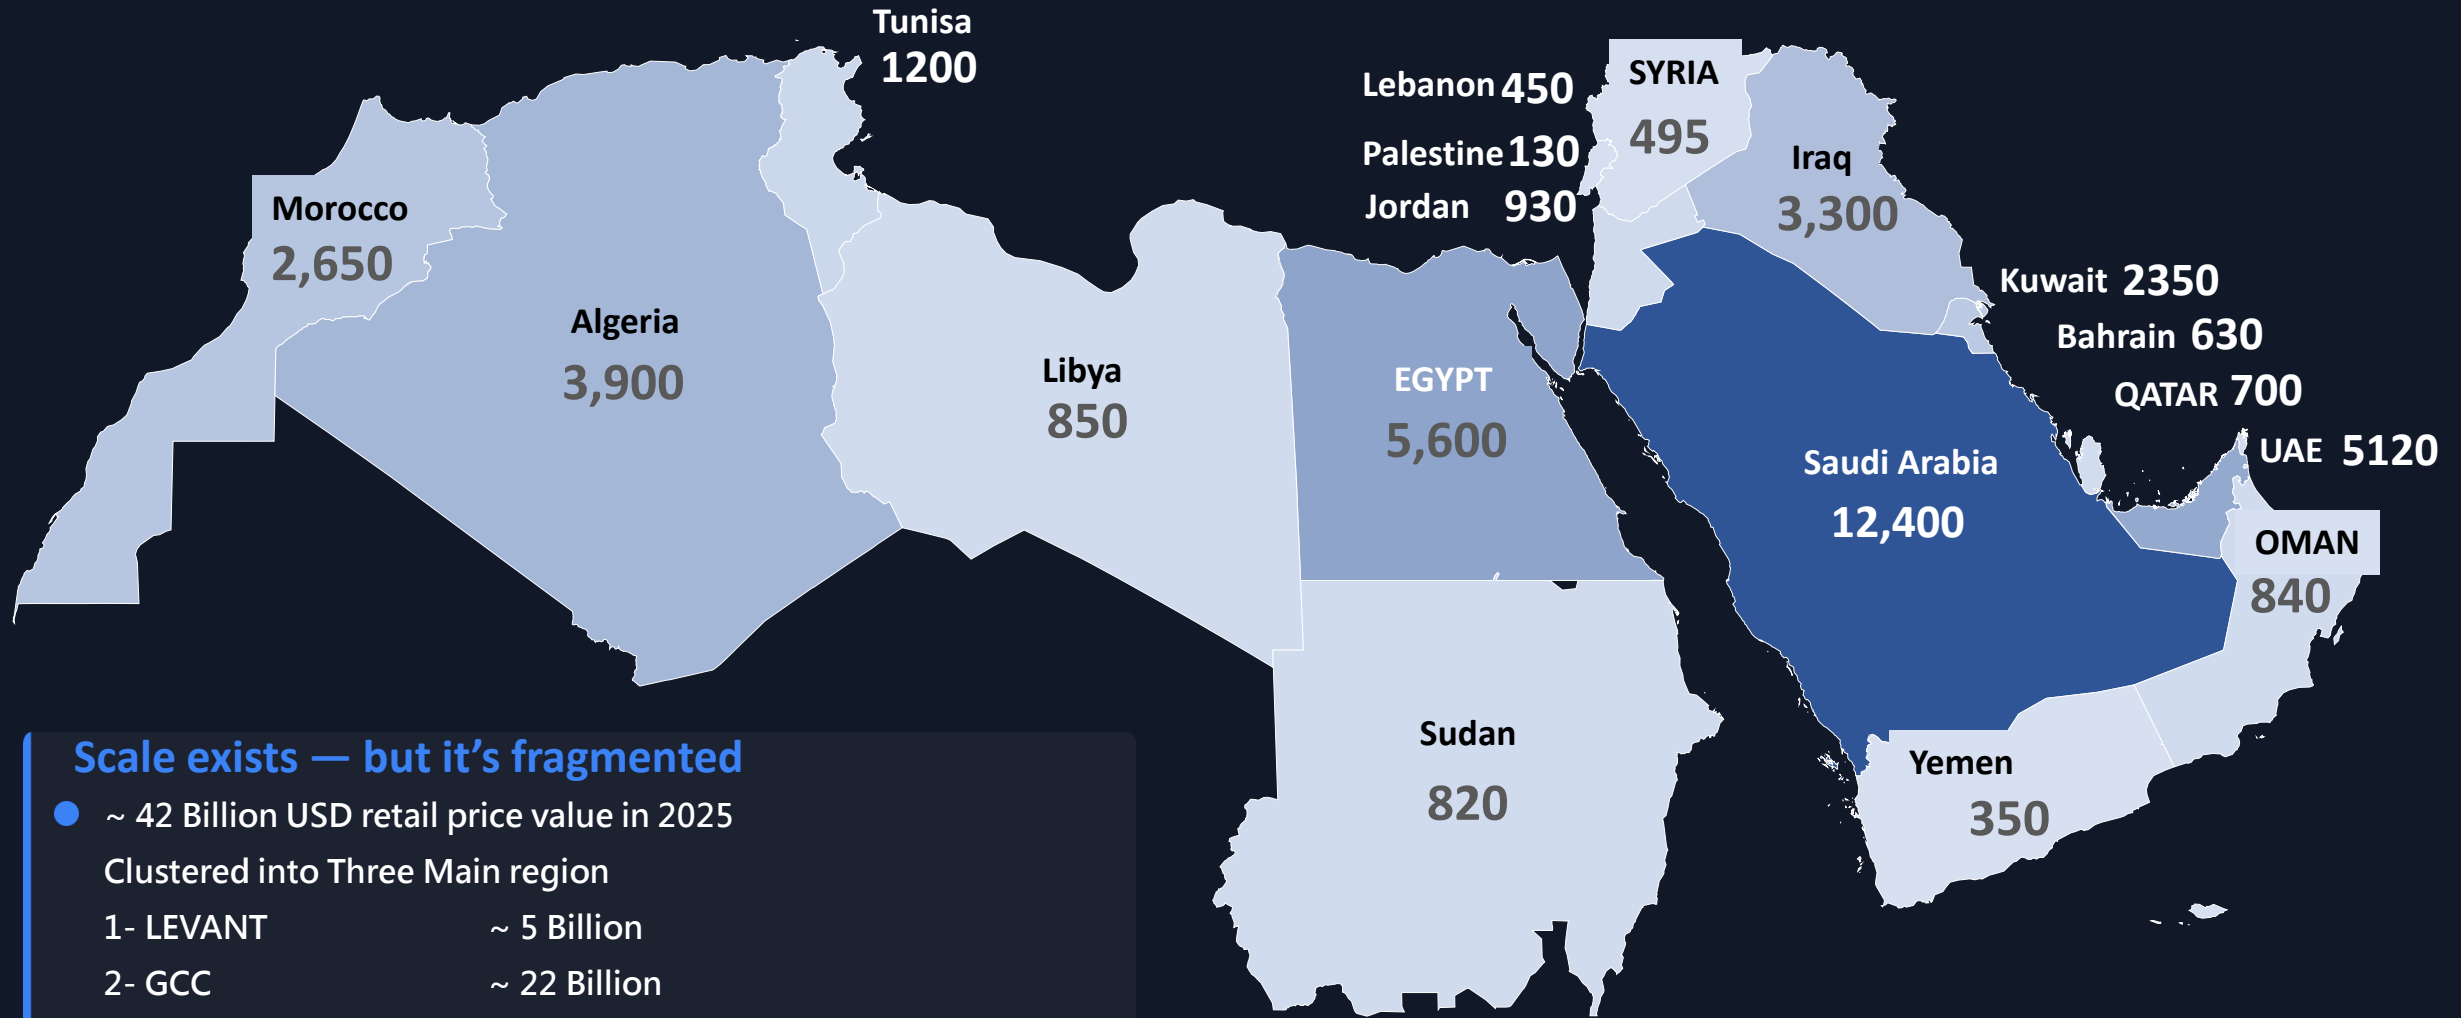 Tunisa
1200
Lebanon 450
Palestine 130
Jordan 930
SYRIA
495
Iraq
3,300
Morocco
2,650
Algeria
3,900
Libya
850
EGYPT
5,600
Kuwait 2350
Bahrain 630
QATAR 700
UAE 5120
Saudi Arabia
12,400
OMAN
840
Sudan
820
Yemen
350
Scale exists — but it’s fragmented
~ 42 Billion USD retail price value in 2025
Clustered into Three Main region
1- LEVANT ~ 5 Billion
2- GCC ~ 22 Billion